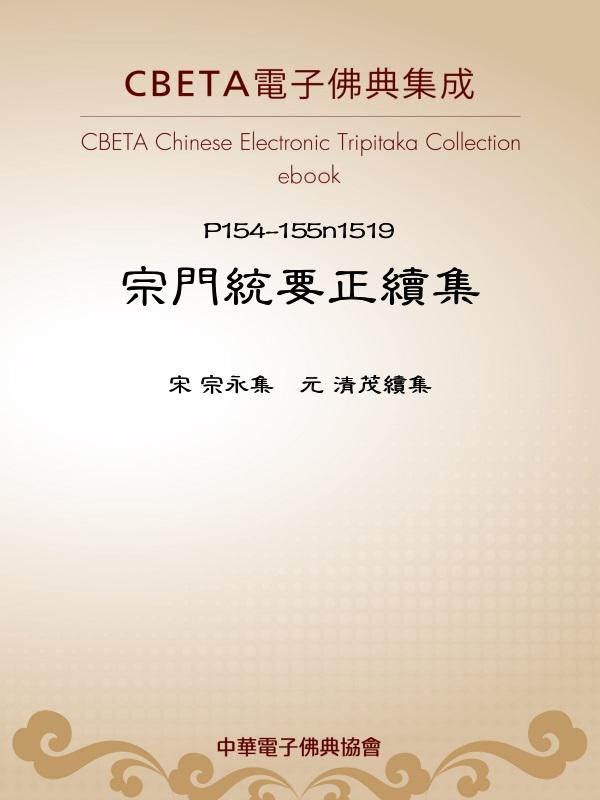 CBETA電子佛典集成
CBETA Chinese Electronic Tripitaka Collection
ebook
P154-155n1519
宗門統要正續集
宋 宗永集　元 清茂續集
中華電子佛典協會